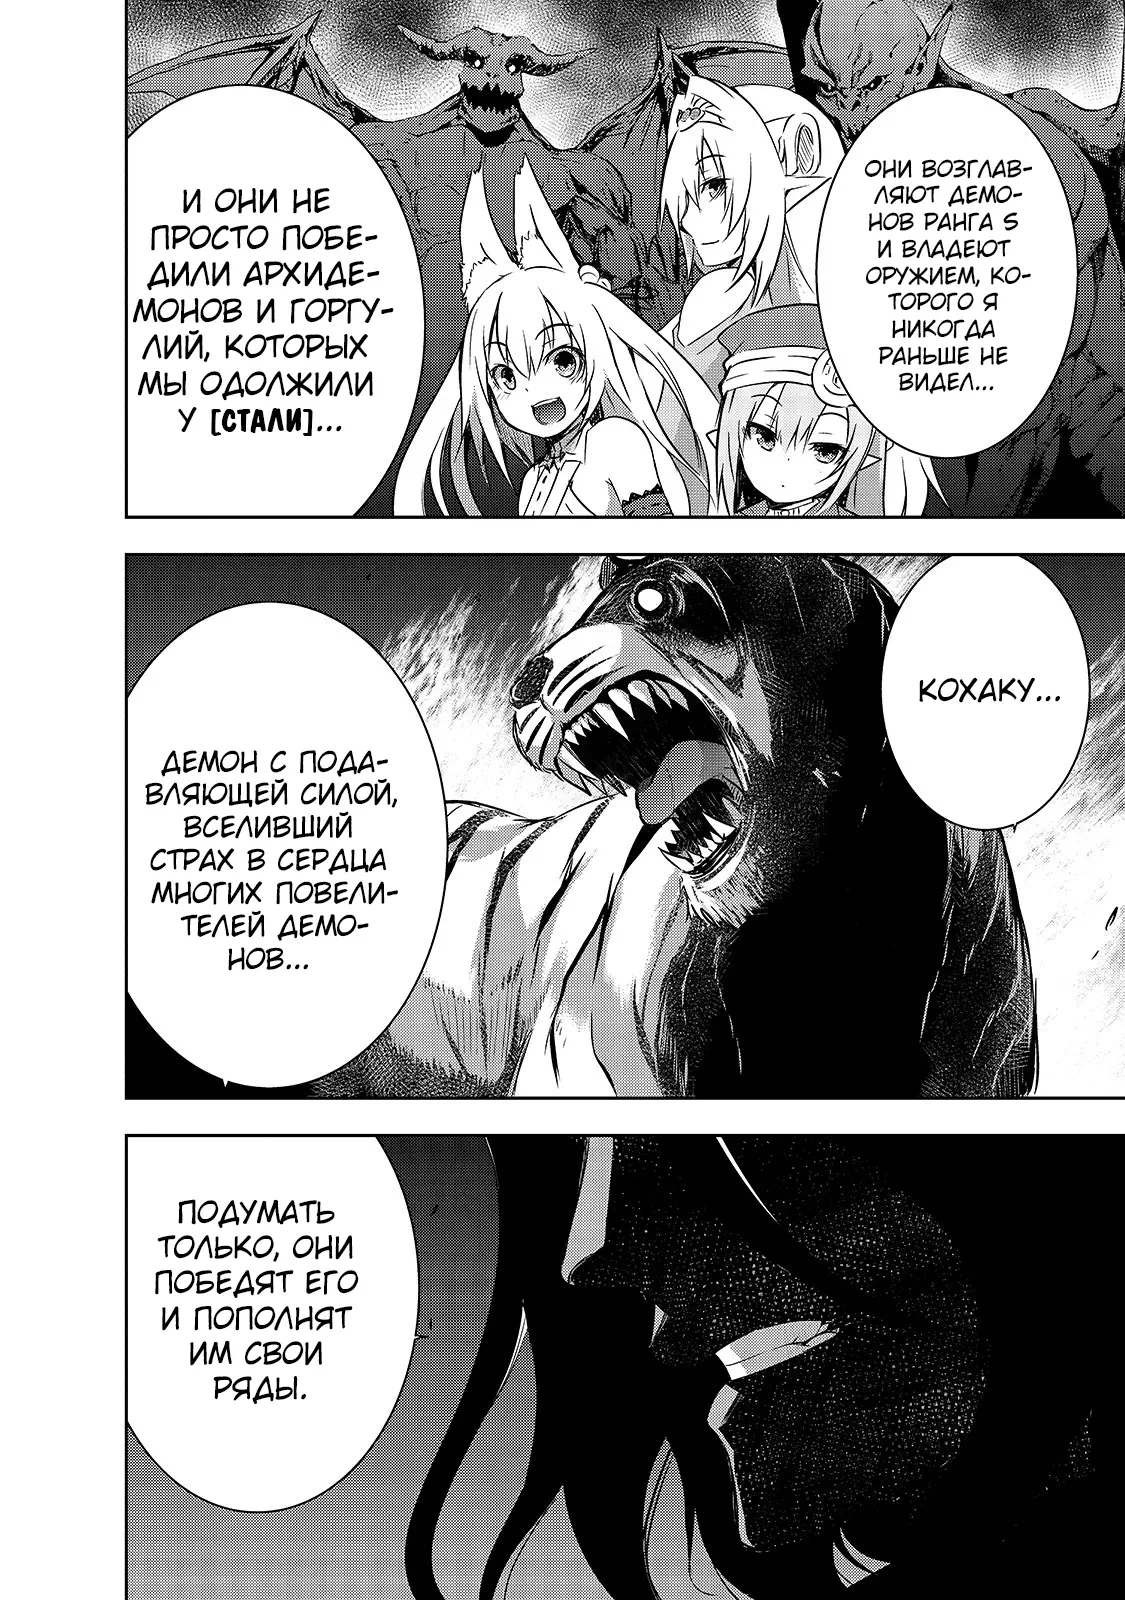 ОНИ ВОЗГЛАВ-
ЛЯЮТ ДЕМО-
НОВ РАНГА S
И ВЛАДЕЮТ
ОРУЖИЕМ, КО-
ТОРОГО Я
НИКОГДА
РАНЬШЕ НЕ
ВИДЕЛ...
И ОНИ НЕ
ПРОСТО ПОБЕ-
ДИЛИ АРХИДЕ-
МОНОВ И ГОРГУ-
ЛИЙ, КОТОРЫХ
МЫ ОДОЛЖИЛИ
У [СТАЛИ]...
КОХАКУ...
ДЕМОН С ПОДА-
ВЛЯЮЩЕЙ СИЛОЙ,
ВСЕЛИВШИЙ
СТРАХ В СЕРДЦА
МНОГИХ ПОВЕЛИ-
ТЕЛЕЙ ДЕМО-
НОВ...
ПОДУМАТЬ
ТОЛЬКО, ОНИ
ПОБЕДЯТ ЕГО
И ПОПОЛНЯТ
ИМ СВОИ
РЯДЫ.